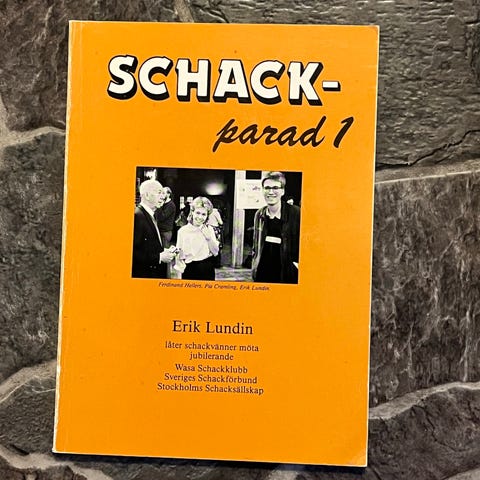 SCHACK-
parad 1
Ferdinand Hellers, Pia Cramling, Erik Lundin
Erik Lundin
låter schackvänner möta
jubilerande
Wasa Schackklubb
Sveriges Schackförbund
Stockholms Schacksällskap